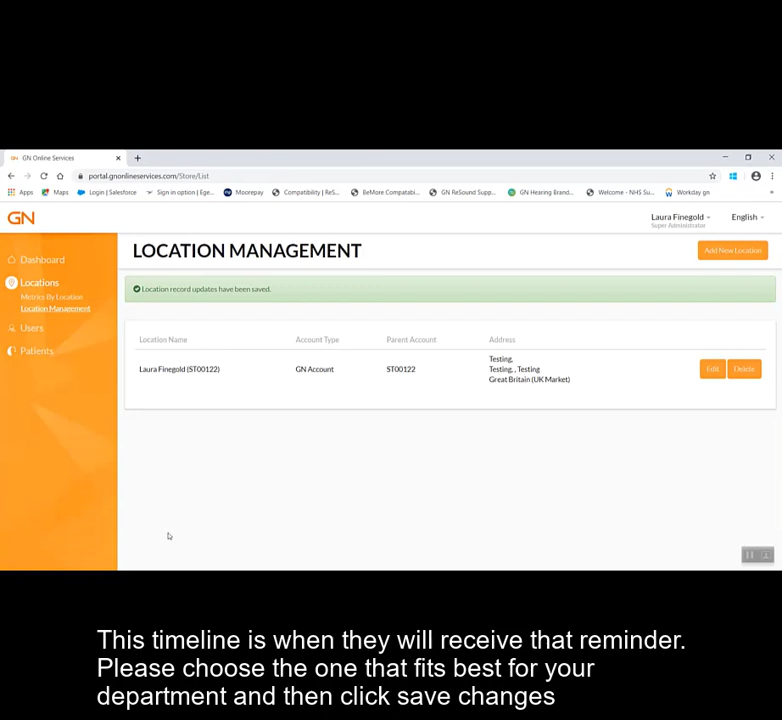 GN Online Services
portal.gnonlineservices.com/Store/List
Apps Maps Login | Salesforce Sign in option | Ege... Moorepay Compatibility | ReS... BeMore Compatabi... GN ReSound Supp... GN Hearing Brand... Welcome - NHS Su... Workday gn
GN
Laura Finegold English
Super Administrator
Dashboard
Locations
Metrics By Location
Location Management
Users
Patients
LOCATION MANAGEMENT
Add New Location
Location record updates have been saved.
Location Name Account Type Parent Account Address
Laura Finegold (ST00122) GN Account ST00122
Testing,
Testing, , Testing
Great Britain (UK Market)
Edit Delete
This timeline is when they will receive that reminder.
Please choose the one that fits best for your
department and then click save changes